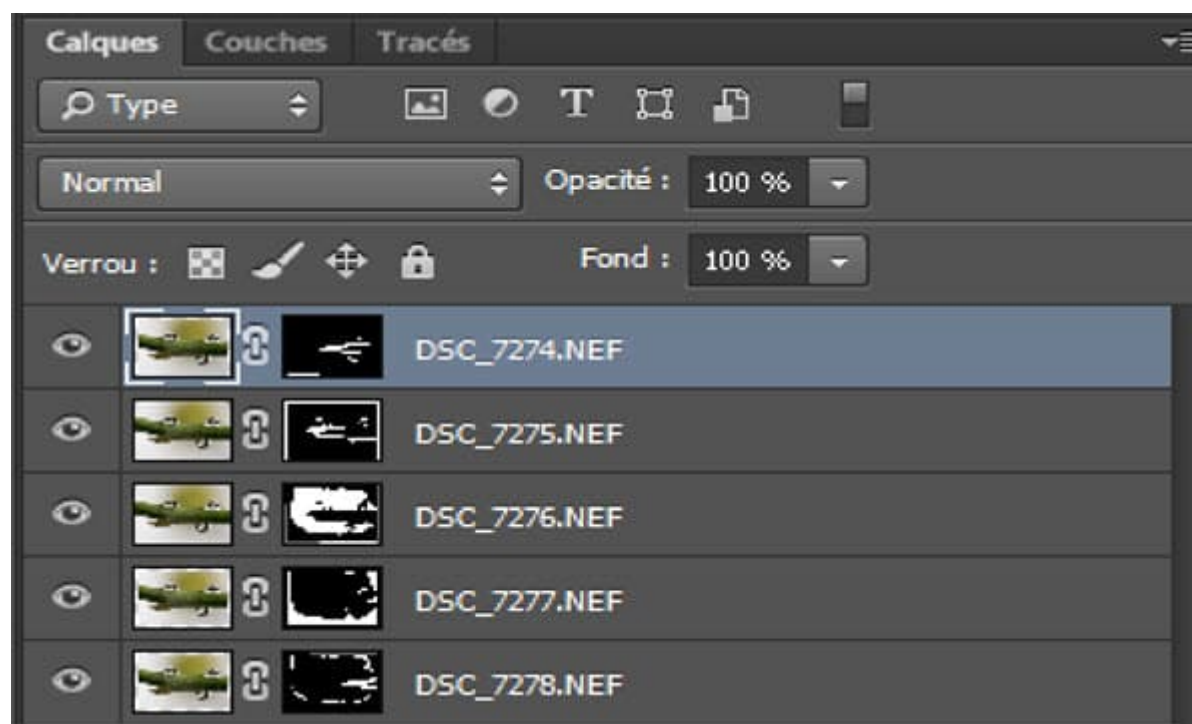 Calques Couches Tracés
Type T
Normal Opacité : 100 %
Verrou : Fond : 100 %
DSC_7274.NEF
DSC_7275.NEF
DSC_7276.NEF
DSC_7277.NEF
DSC_7278.NEF